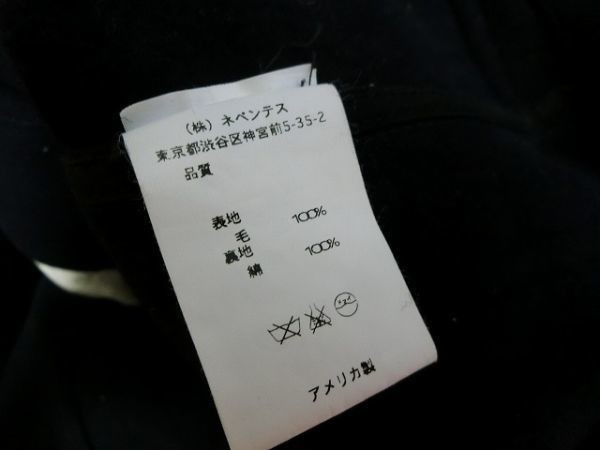 （株）ネペンテス
東京都渋谷区神宮前5-35-2
品質
表地 100%
毛
裏地 100%
綿
アメリカ製